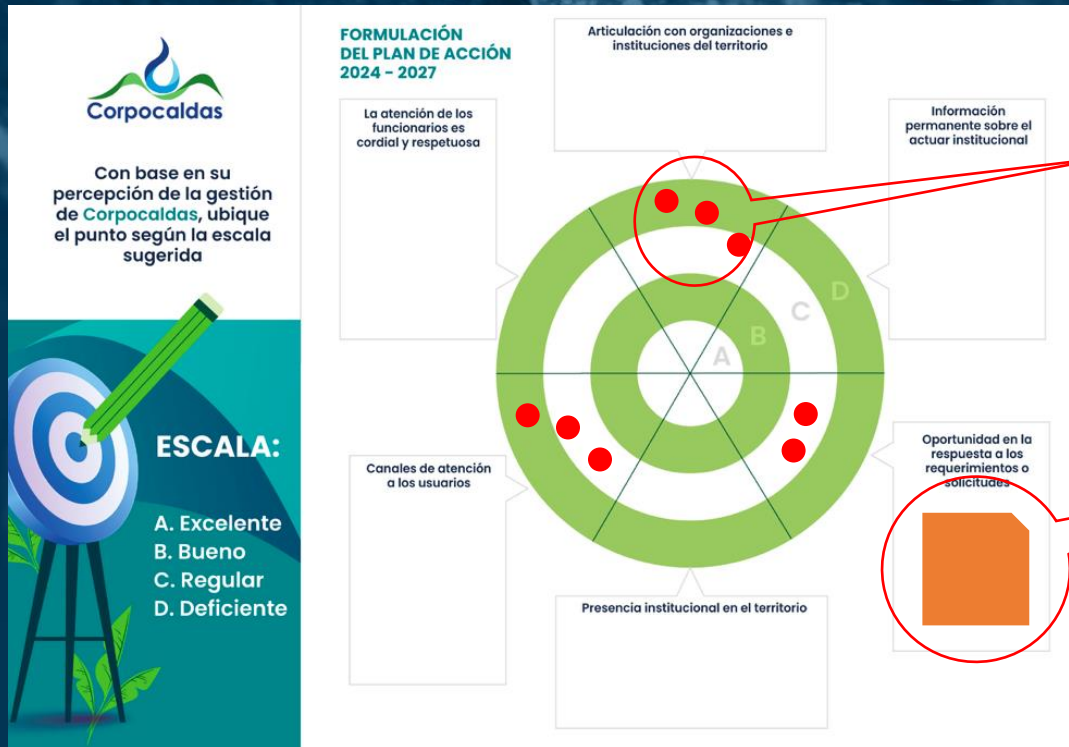 Corpocaldas
Con base en su
percepción de la gestión
de Corpocaldas, ubique
el punto según la escala
sugerida
ESCALA:
A. Excelente
B. Bueno
C. Regular
D. Deficiente
FORMULACIÓN
DEL PLAN DE ACCIÓN
2024 - 2027
Articulación con organizaciones e
instituciones del territorio
La atención de los
funcionarios es
cordial y respetuosa
Información
permanente sobre el
actuar institucional
D
C
B
A
Canales de atención
a los usuarios
Oportunidad en la
respuesta a los
requerimientos o
solicitudes
Presencia institucional en el territorio